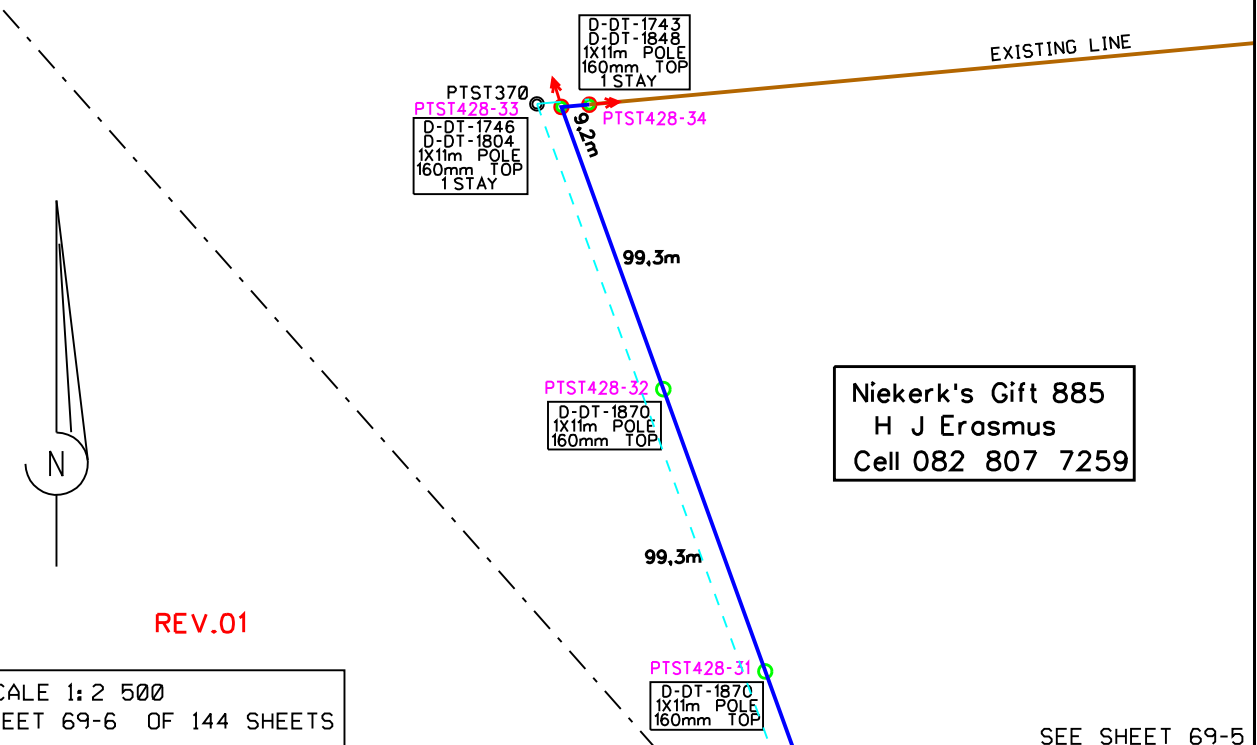 D-DT-1743
D-DT-1848
1X11m POLE
160mm TOP
1 STAY
EXISTING LINE
PTST370
PTST428-33
PTST428-34
D-DT-1746
D-DT-1804
1X11m POLE
160mm TOP
1 STAY
9,2m
99,3m
PTST428-32
D-DT-1870
1X11m POLE
160mm TOP
Niekerk's Gift 885
H J Erasmus
Cell 082 807 7259
N
99,3m
REV.01
PTST428-31
D-DT-1870
1X11m POLE
160mm TOP
CALE 1:2 500
EET 69-6 OF 144 SHEETS
SEE SHEET 69-5